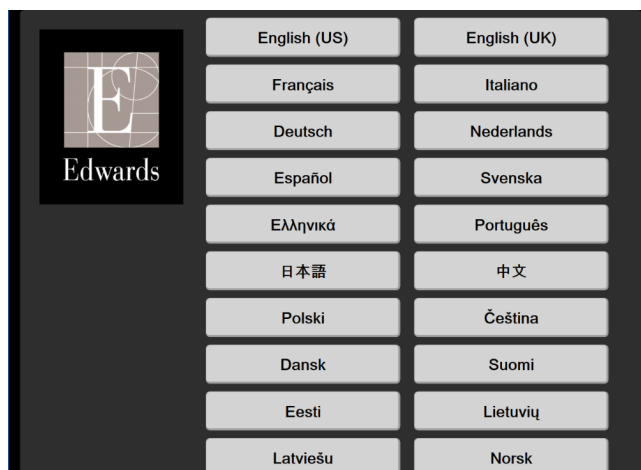 E
Edwards
English (US) English (UK)
Français Italiano
Deutsch Nederlands
Español Svenska
Ελληνικά Português
日本語 中文
Polski Čeština
Dansk Suomi
Eesti Lietuvių
Latviešu Norsk